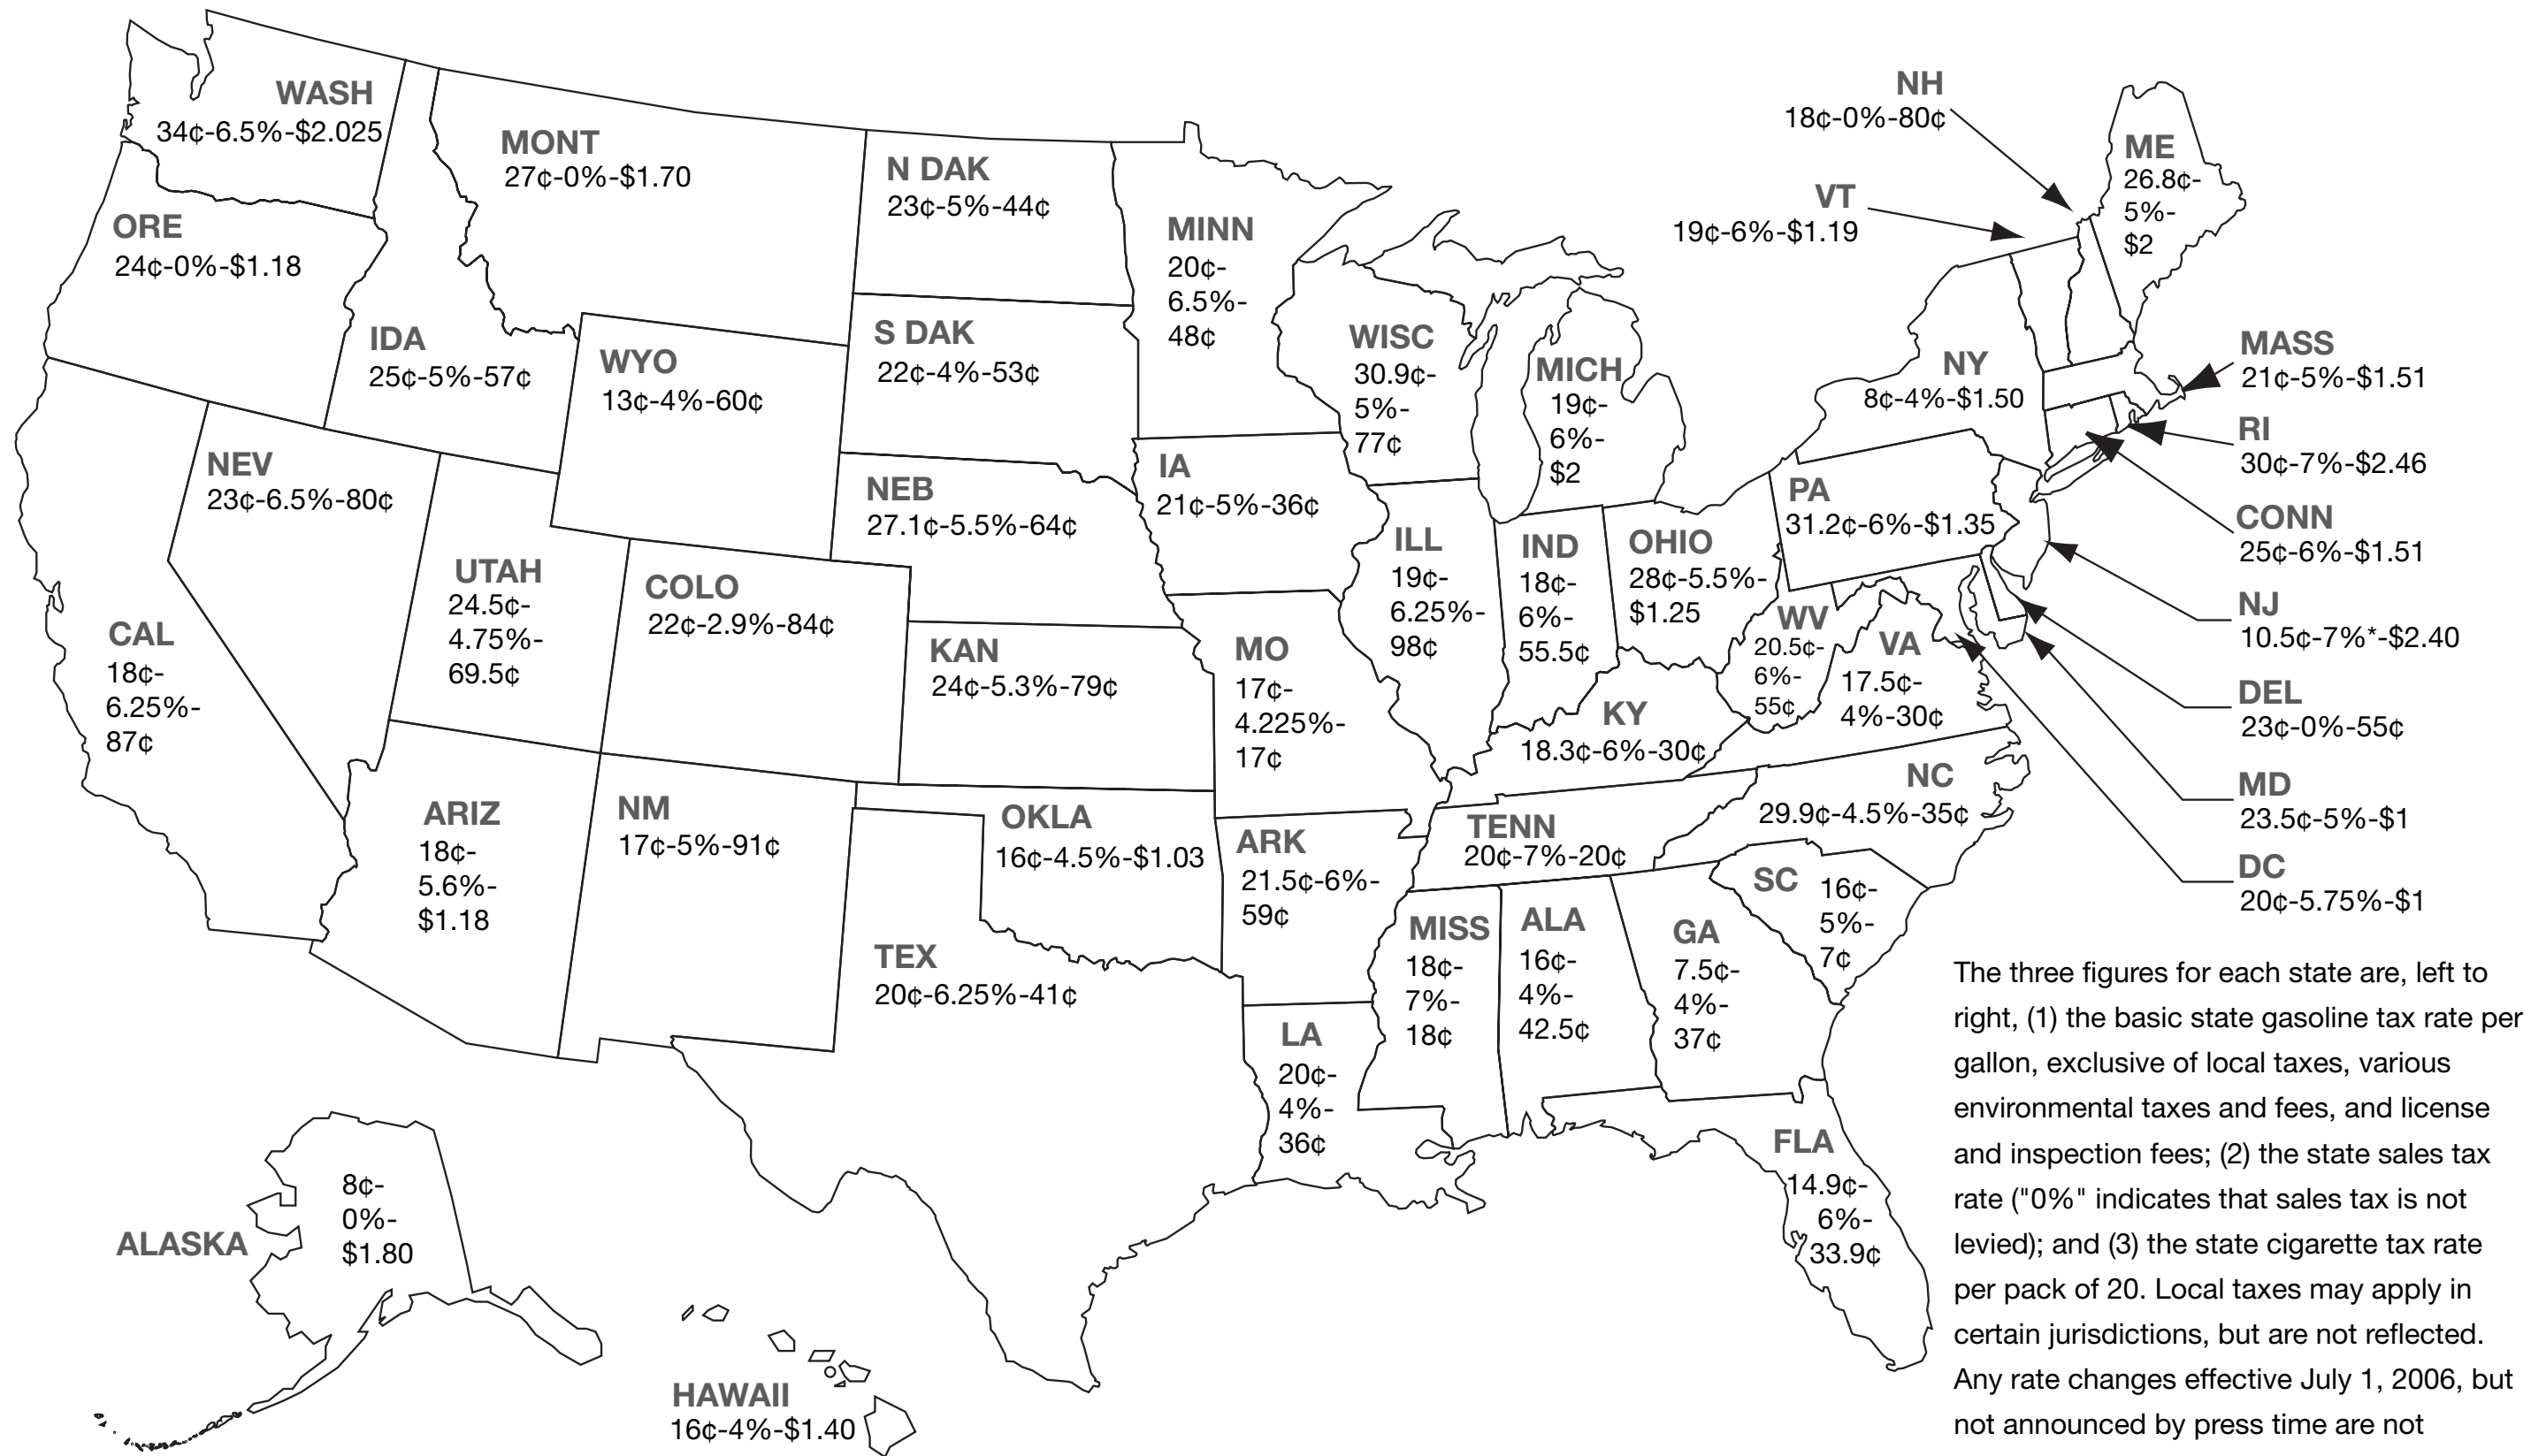 WASH
34¢-6.5%-$2.025
MONT
27¢-0%-$1.70
N DAK
23¢-5%-44¢
MINN
20¢-
6.5%-
48¢
ORE
24¢-0%-$1.18
IDA
25¢-5%-57¢
WYO
13¢-4%-60¢
S DAK
22¢-4%-53¢
WISC
30.9¢-
5%-
77¢
MICH
19¢-
6%-
$2
NH
18¢-0%-80¢
VT
19¢-6%-$1.19
ME
26.8¢-
5%-
$2
NY
8¢-4%-$1.50
MASS
21¢-5%-$1.51
RI
30¢-7%-$2.46
CONN
25¢-6%-$1.51
NJ
10.5¢-7%*-$2.40
DEL
23¢-0%-55¢
MD
23.5¢-5%-$1
DC
20¢-5.75%-$1
NEV
23¢-6.5%-80¢
CAL
18¢-
6.25%-
87¢
UTAH
24.5¢-
4.75%-
69.5¢
COLO
22¢-2.9%-84¢
NEB
27.1¢-5.5%-64¢
KAN
24¢-5.3%-79¢
IA
21¢-5%-36¢
MO
17¢-
4.225%-
17¢
ILL
19¢-
6.25%-
98¢
IND
18¢-
6%-
55.5¢
OHIO
28¢-5.5%-
$1.25
PA
31.2¢-6%-$1.35
WV
20.5¢-
6%-
55¢
VA
17.5¢-
4%-30¢
KY
18.3¢-6%-30¢
NC
29.9¢-4.5%-35¢
TENN
20¢-7%-20¢
SC
16¢-
5%-
7¢
ARIZ
18¢-
5.6%-
$1.18
NM
17¢-5%-91¢
OKLA
16¢-4.5%-$1.03
ARK
21.5¢-6%-
59¢
TEX
20¢-6.25%-41¢
LA
20¢-
4%-
36¢
MISS
18¢-
7%-
18¢
ALA
16¢-
4%-
42.5¢
GA
7.5¢-
4%-
37¢
FLA
14.9¢-
6%-
33.9¢
ALASKA
8¢-
0%-
$1.80
HAWAII
16¢-4%-$1.40
The three figures for each state are, left to
right, (1) the basic state gasoline tax rate per
gallon, exclusive of local taxes, various
environmental taxes and fees, and license
and inspection fees; (2) the state sales tax
rate ("0%" indicates that sales tax is not
levied); and (3) the state cigarette tax rate
per pack of 20. Local taxes may apply in
certain jurisdictions, but are not reflected.
Any rate changes effective July 1, 2006, but
not announced by press time are not